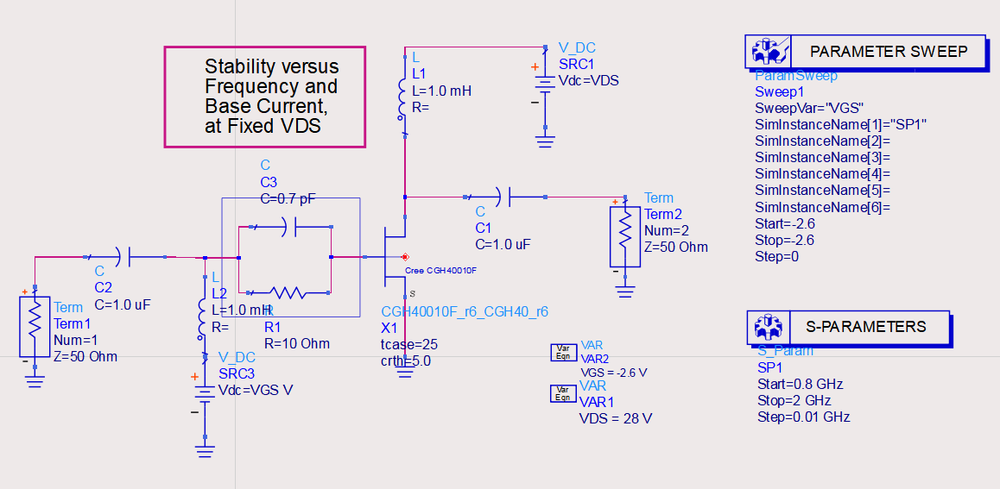 Stability versus
Frequency and
Base Current,
at Fixed VDS
L
L1
L=1.0 mH
R=
V_DC
SRC1
Vdc=VDS
+
−
PARAMETER SWEEP
ParamSweep
Sweep1
SweepVar="VGS"
SimInstanceName[1]="SP1"
SimInstanceName[2]=
SimInstanceName[3]=
SimInstanceName[4]=
SimInstanceName[5]=
SimInstanceName[6]=
Start=-2.6
Stop=-2.6
Step=0
C
C3
C=0.7 pF
C
C1
C=1.0 uF
+
Term
Term2
Num=2
Z=50 Ohm
-
Cree CGH40010F
S
C
C2
C=1.0 uF
+
Term
Term1
Num=1
Z=50 Ohm
-
L
L2
L=1.0 mH
R=
R
R1
R=10 Ohm
CGH40010F_r6_CGH40_r6
X1
tcase=25
crth=5.0
V_DC
SRC3
Vdc=VGS V
+
−
Var
Eqn
VAR
VAR2
VGS = -2.6 V
Var
Eqn
VAR
VAR1
VDS = 28 V
S-PARAMETERS
S_Param
SP1
Start=0.8 GHz
Stop=2 GHz
Step=0.01 GHz